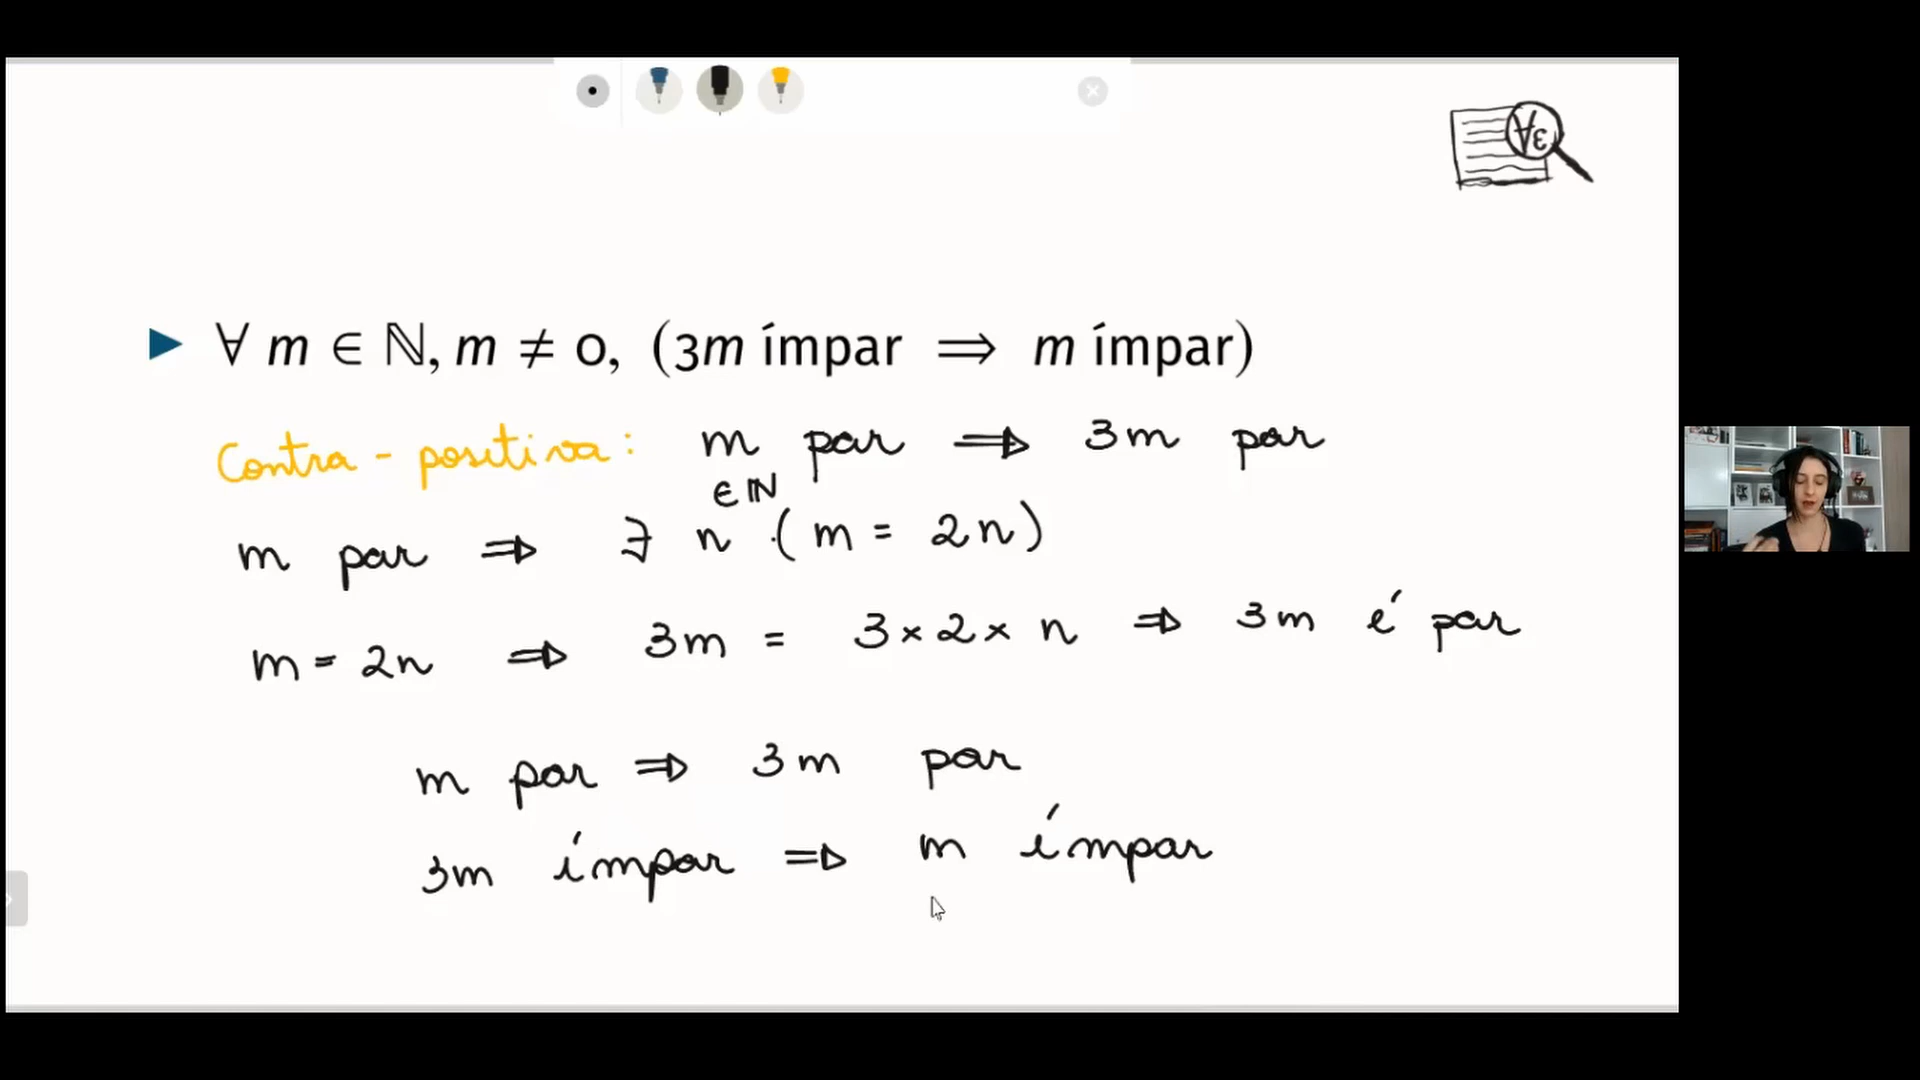 ∀ε
∀ m ∈ ℕ, m ≠ 0, (3m ímpar ⟹ m ímpar)
Contra-positiva: m par ⟹ 3m par
m par ⟹ ∃ n ∈ ℕ (m = 2n)
m = 2n ⟹ 3m = 3 × 2 × n ⟹ 3m é par
m par ⟹ 3m par
3m ímpar ⟹ m ímpar